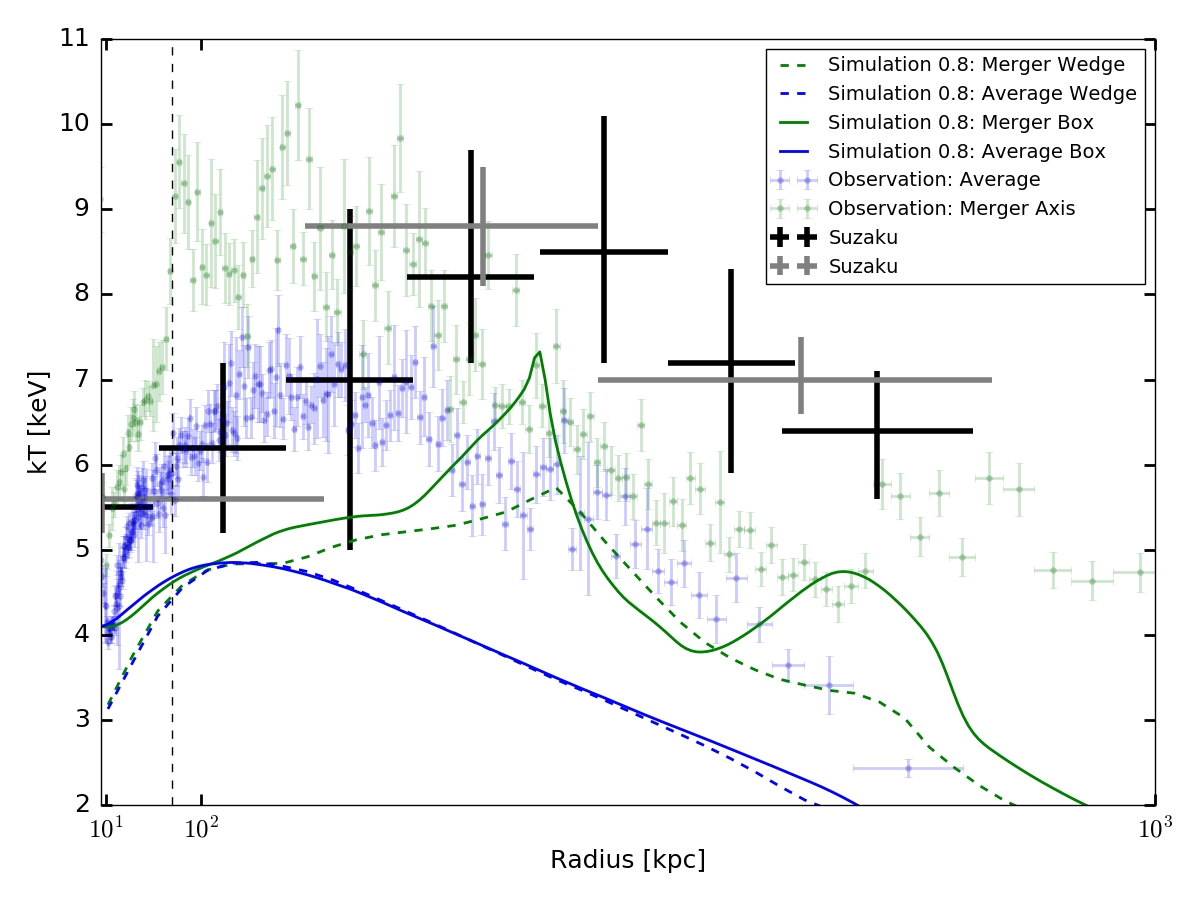 11
10
9
8
7
6
5
4
3
2
kT [keV]
10¹
10²
10³
Radius [kpc]
Simulation 0.8: Merger Wedge
Simulation 0.8: Average Wedge
Simulation 0.8: Merger Box
Simulation 0.8: Average Box
Observation: Average
Observation: Merger Axis
Suzaku
Suzaku